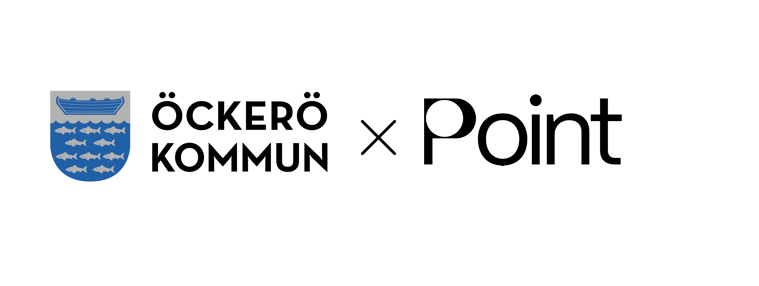 ÖCKERÖ
KOMMUN
× Point